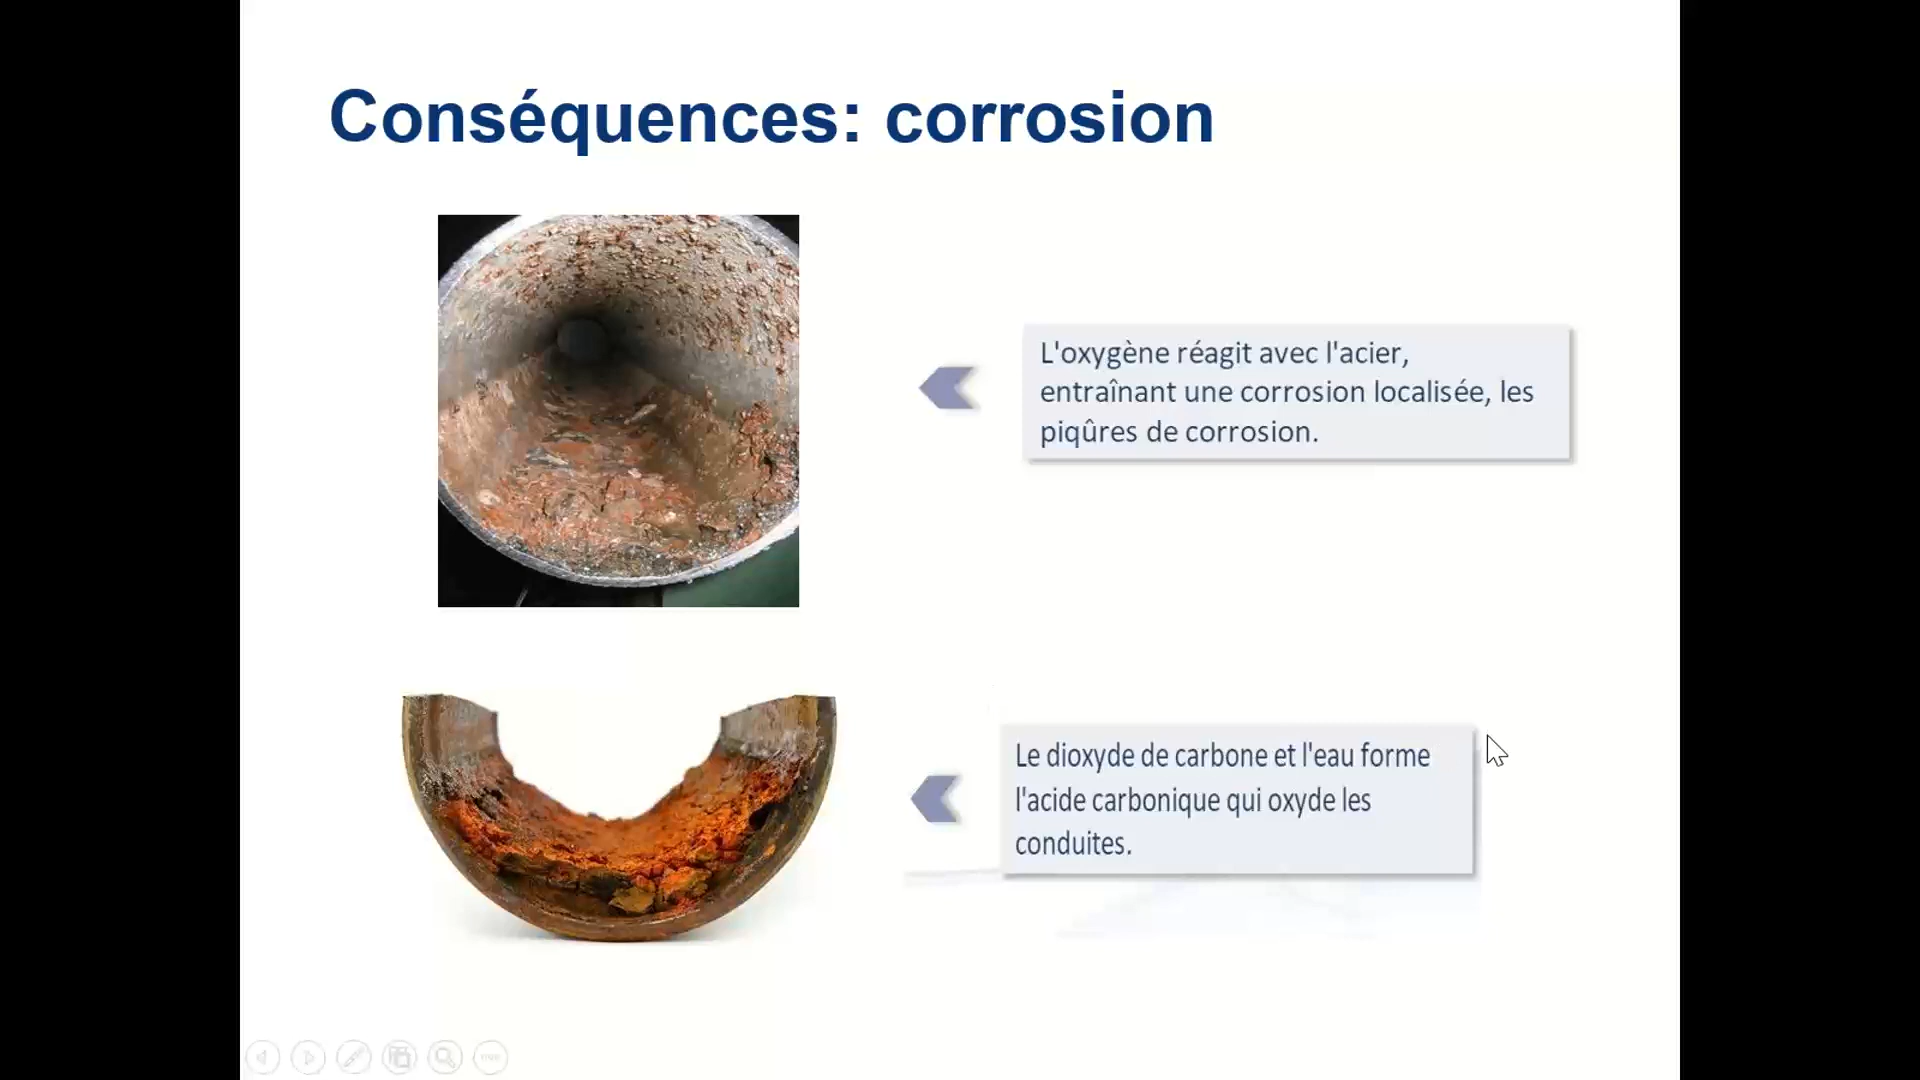 Conséquences: corrosion
L'oxygène réagit avec l'acier,
entraînant une corrosion localisée, les
piqûres de corrosion.
Le dioxyde de carbone et l'eau forme
l'acide carbonique qui oxyde les
conduites.